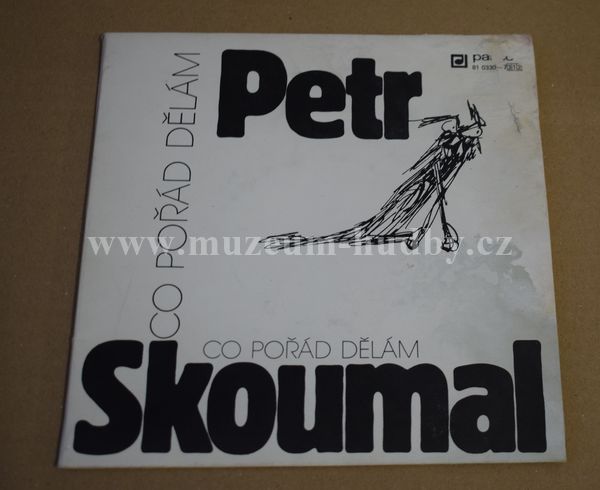 Petr
CO POŘÁD DĚLÁM
www.muzeum-hudby.cz
CO POŘÁD DĚLÁM
Skoumal